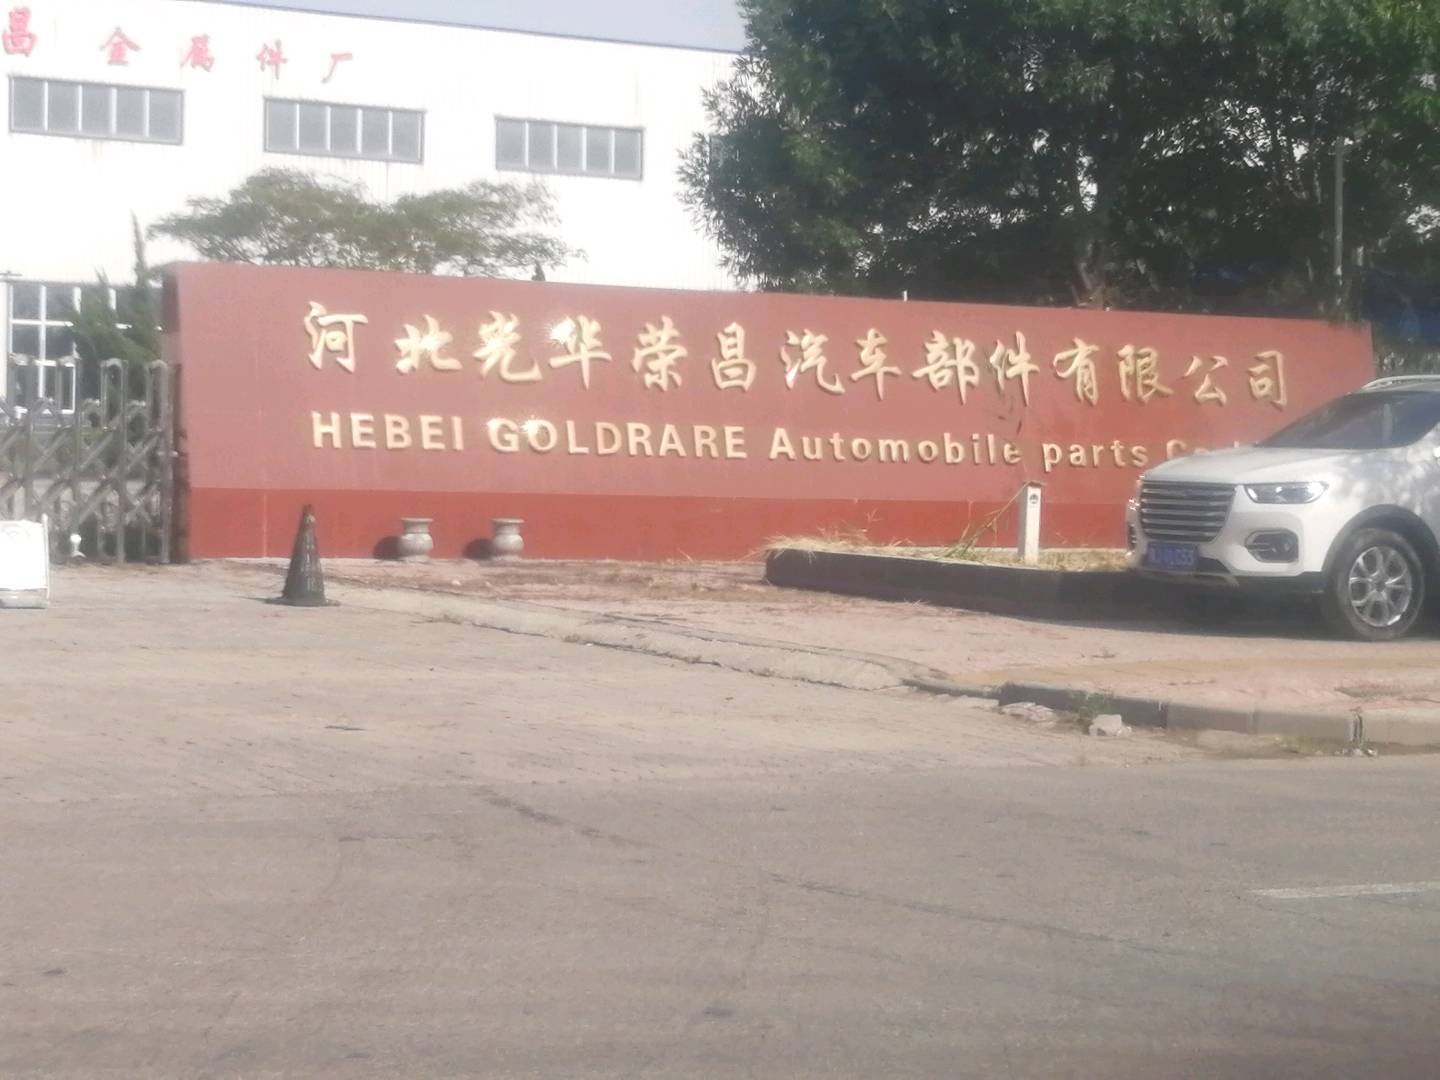 昌金属件厂
河北光华荣昌汽车部件有限公司
HEBEI GOLDRARE Automobile parts